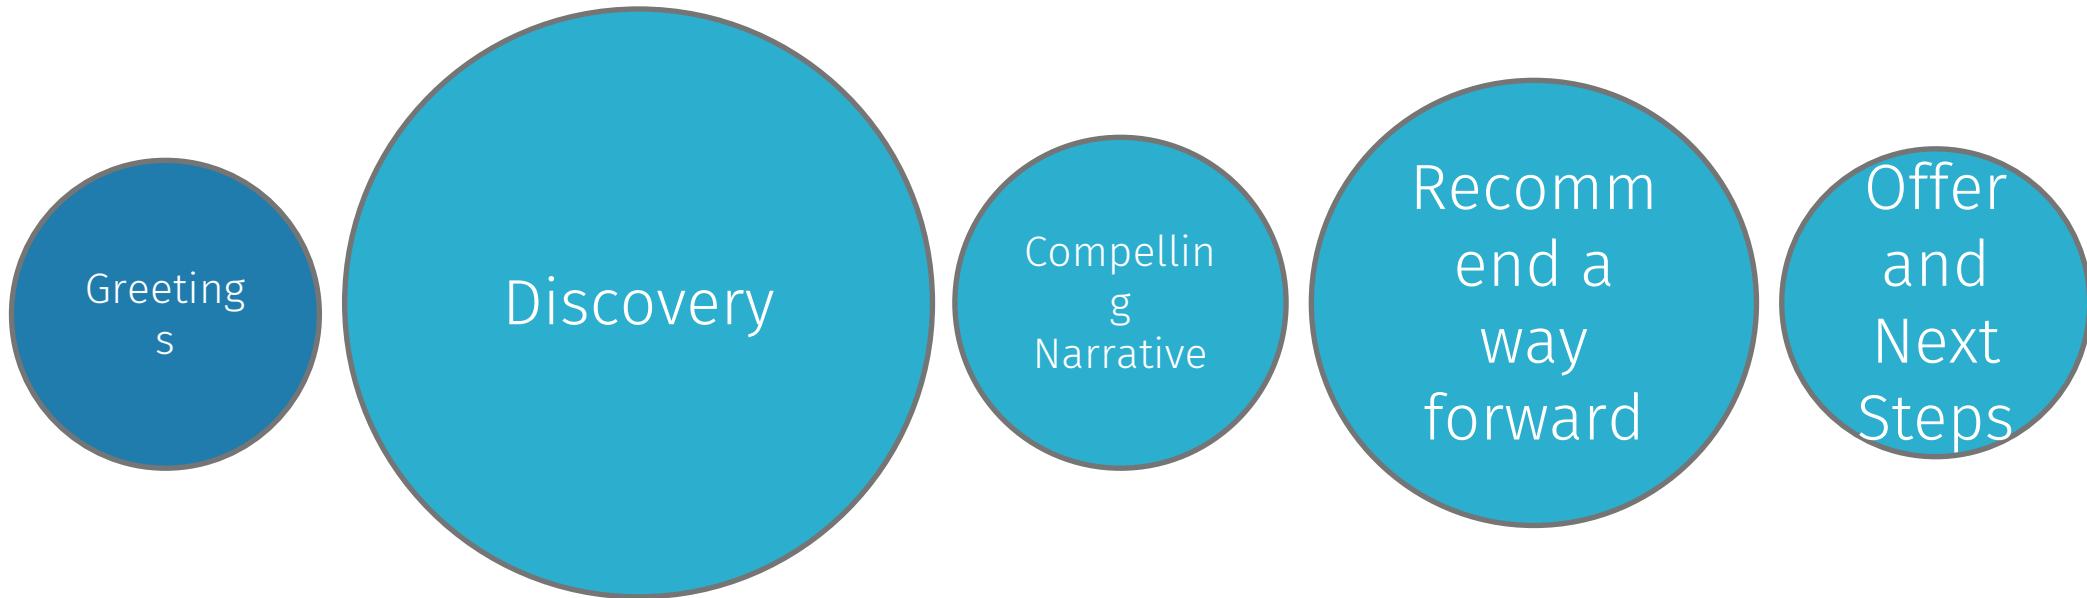 Greeting
s
Discovery
Compellin
g
Narrative
Recomm
end a
way
forward
Offer
and
Next
Steps